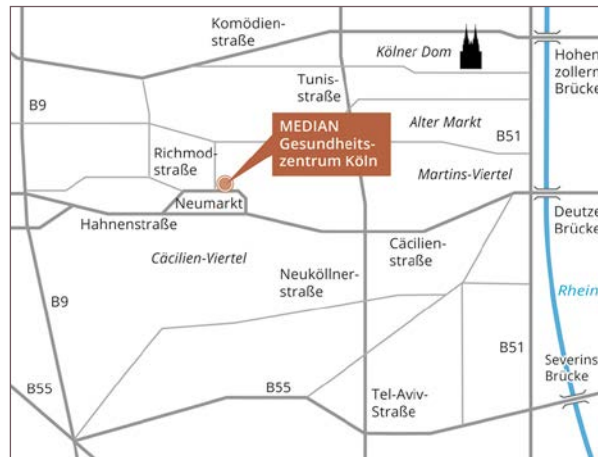 Komödien-
straße
Kölner Dom
Hohen
zollern
Brücke
B9
Tunis-
straße
MEDIAN
Gesundheits-
zentrum Köln
Alter Markt
B51
Richmod-
straße
Martins-Viertel
Neumarkt
Hahnenstraße
Deutze
Brücke
Cäcilien-
straße
Cäcilien-Viertel
Neuköllner-
straße
Rhein
B9
B51
Severins
Brücke
B55
B55
Tel-Aviv-
Straße